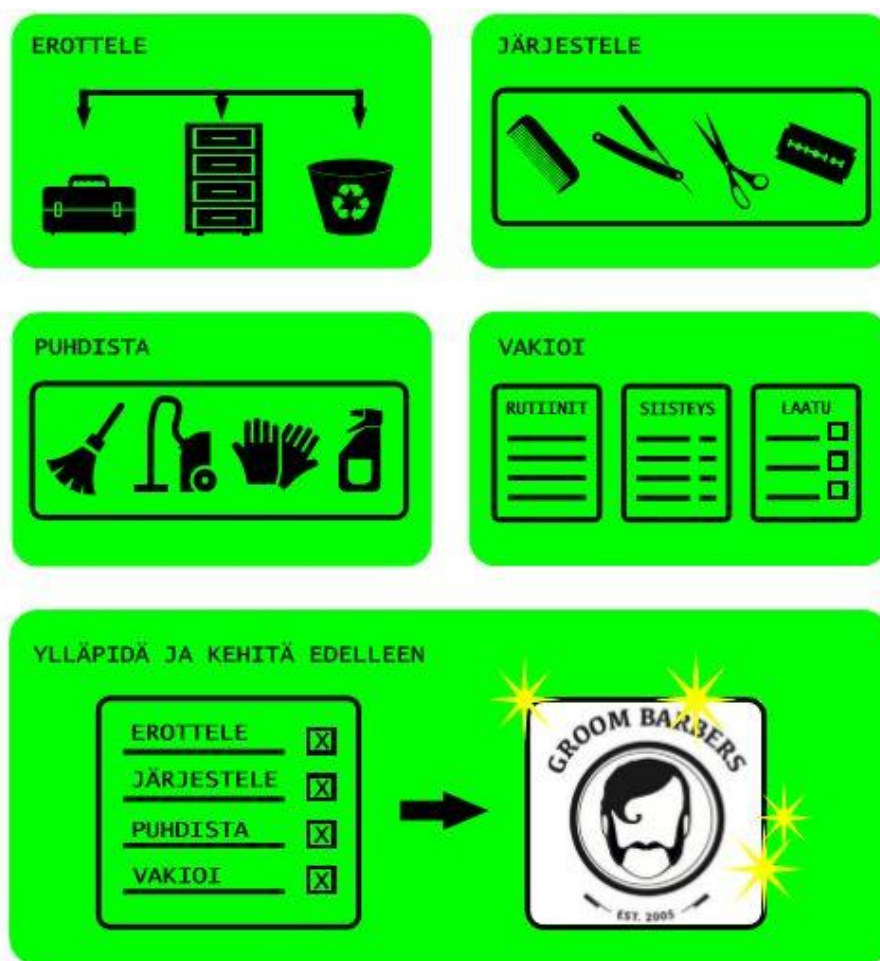 EROTTELE
JÄRJESTELE
PUHDISTA
VAKIOI
RUTIINIT
SIISTEYS
LAATU
YLLÄPIDÄ JA KEHITÄ EDELLEEN
EROTTELE X
JÄRJESTELE X
PUHDISTA X
VAKIOI X
GROOM BARBERS
EST. 2005